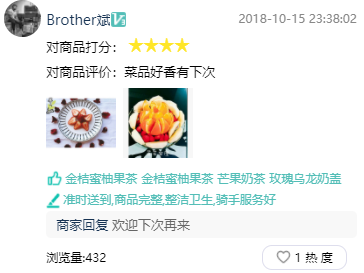 Brother斌 V5 2018-10-15 23:38:02
对商品打分：
对商品评价：菜品好香有下次
金桔蜜柚果茶 金桔蜜柚果茶 芒果奶茶 玫瑰乌龙奶盖
准时送到,商品完整,整洁卫生,骑手服务好
商家回复 欢迎下次再来
浏览量:432 1 热 度